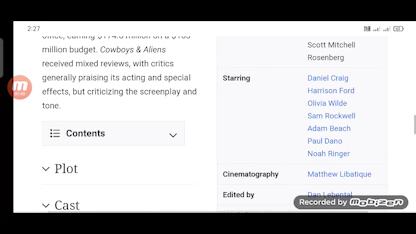 2:27
office, earning $174.8 million on a $163
million budget. Cowboys & Aliens
received mixed reviews, with critics
generally praising its acting and special
effects, but criticizing the screenplay and
tone.
Contents
Plot
Cast
Scott Mitchell
Rosenberg
Starring
Daniel Craig
Harrison Ford
Olivia Wilde
Sam Rockwell
Adam Beach
Paul Dano
Noah Ringer
Cinematography Matthew Libatique
Edited by Dan Lebental
Recorded by Mobizen